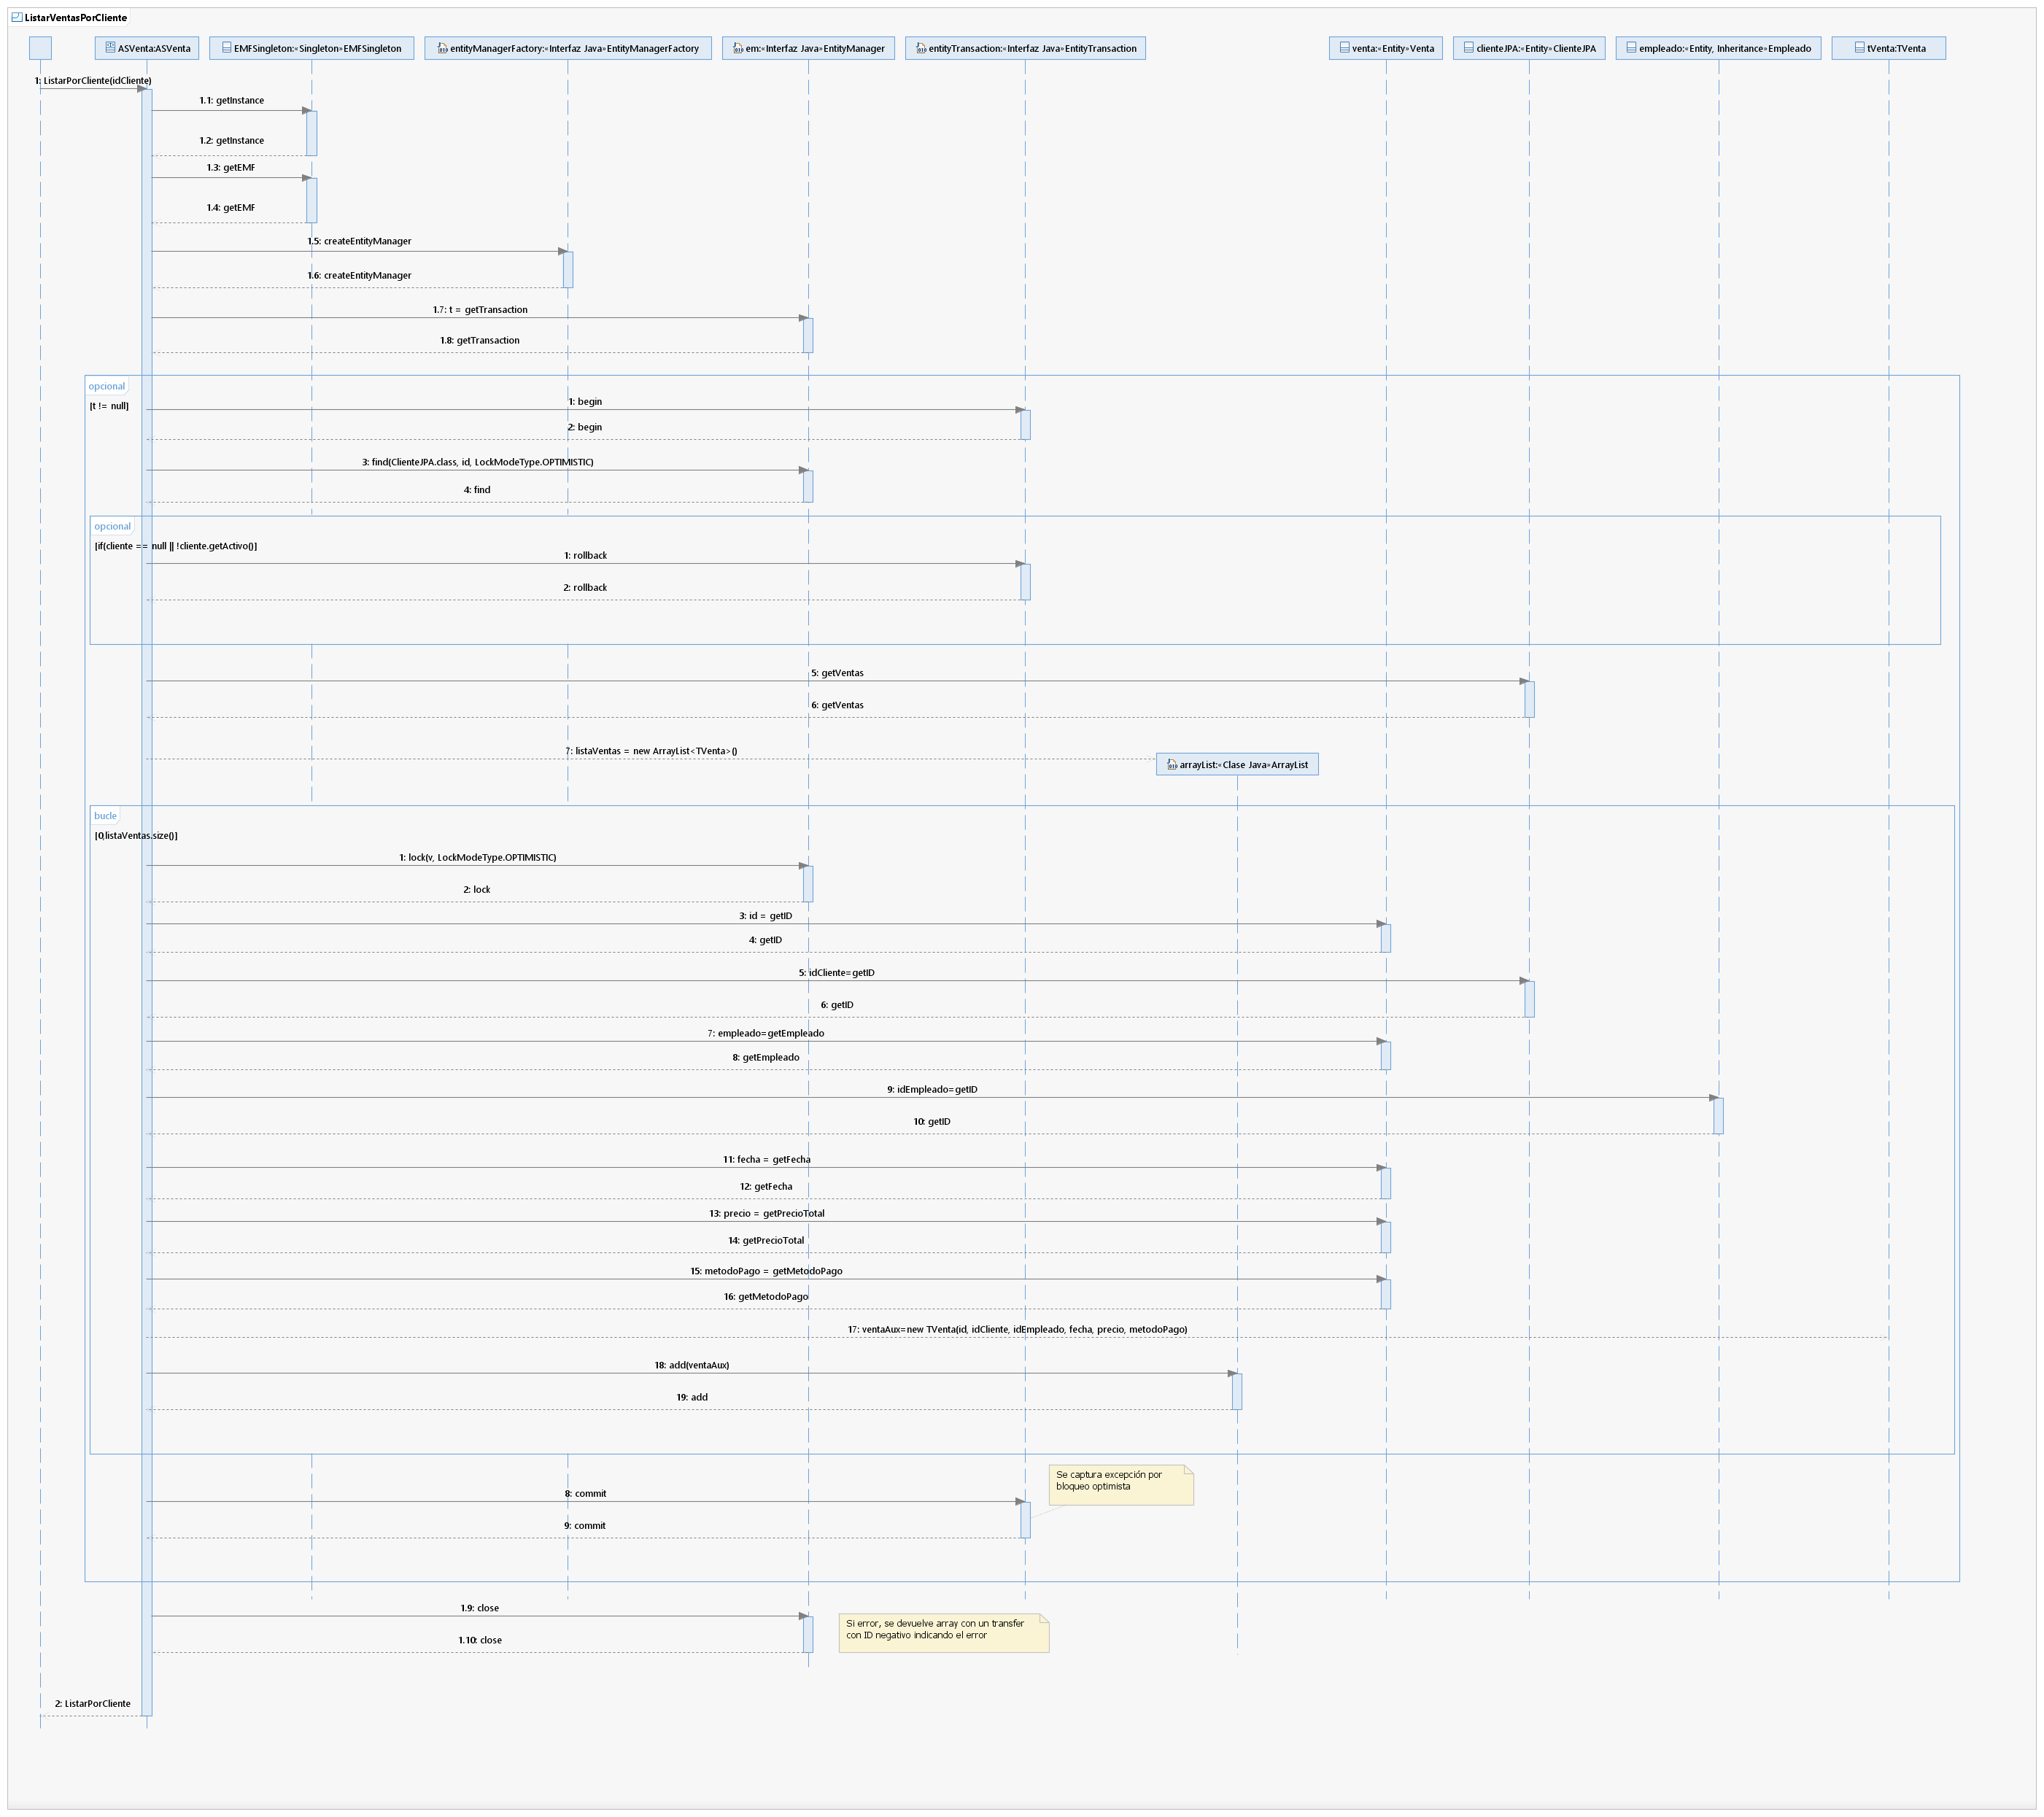 ListarVentasPorCliente
ASVenta:ASVenta
EMFSingleton:«Singleton»EMFSingleton
entityManagerFactory:«Interfaz Java»EntityManagerFactory
em:«Interfaz Java»EntityManager
entityTransaction:«Interfaz Java»EntityTransaction
venta:«Entity»Venta
clienteJPA:«Entity»ClienteJPA
empleado:«Entity, Inheritance»Empleado
tVenta:TVenta
1: ListarPorCliente(idCliente)
1.1: getInstance
1.2: getInstance
1.3: getEMF
1.4: getEMF
1.5: createEntityManager
1.6: createEntityManager
1.7: t = getTransaction
1.8: getTransaction
opcional
[t != null]
1: begin
2: begin
3: find(ClienteJPA.class, id, LockModeType.OPTIMISTIC)
4: find
opcional
[if(cliente == null || !cliente.getActivo()]
1: rollback
2: rollback
5: getVentas
6: getVentas
7: listaVentas = new ArrayList<TVenta>()
arrayList:«Clase Java»ArrayList
bucle
[0,listaVentas.size()]
1: lock(v, LockModeType.OPTIMISTIC)
2: lock
3: id = getID
4: getID
5: idCliente=getID
6: getID
7: empleado=getEmpleado
8: getEmpleado
9: idEmpleado=getID
10: getID
11: fecha = getFecha
12: getFecha
13: precio = getPrecioTotal
14: getPrecioTotal
15: metodoPago = getMetodoPago
16: getMetodoPago
17: ventaAux=new TVenta(id, idCliente, idEmpleado, fecha, precio, metodoPago)
18: add(ventaAux)
19: add
Se captura excepción por
bloqueo optimista
8: commit
9: commit
1.9: close
Si error, se devuelve array con un transfer
con ID negativo indicando el error
1.10: close
2: ListarPorCliente